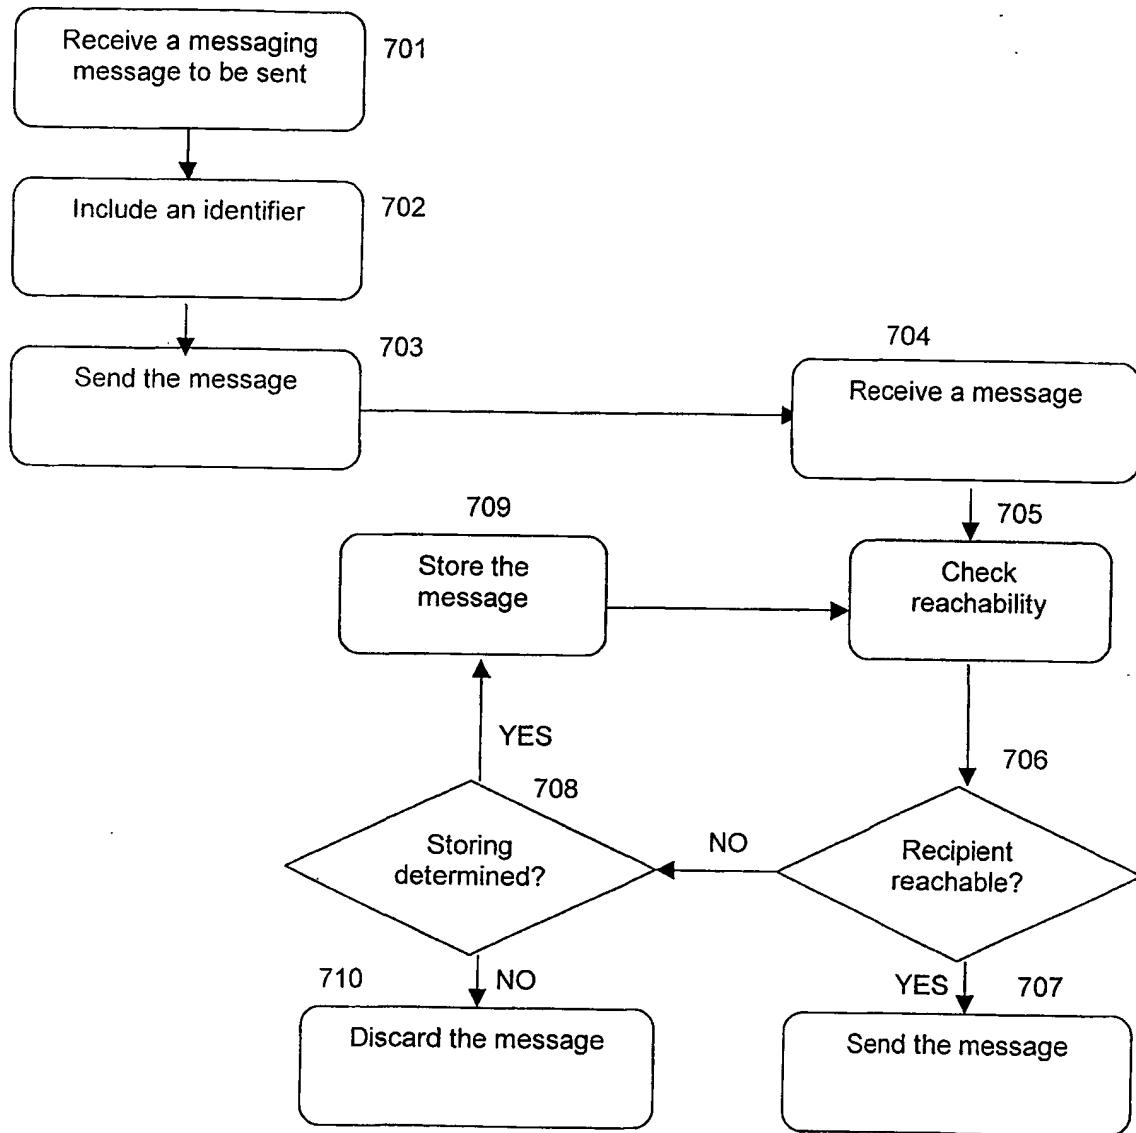 Receive a messaging
message to be sent
701
Include an identifier
702
703
Send the message
704
Receive a message
705
709
Store the
message
Check
reachability
YES
706
708
Storing
determined?
NO
Recipient
reachable?
710
NO
YES
707
Discard the message
Send the message